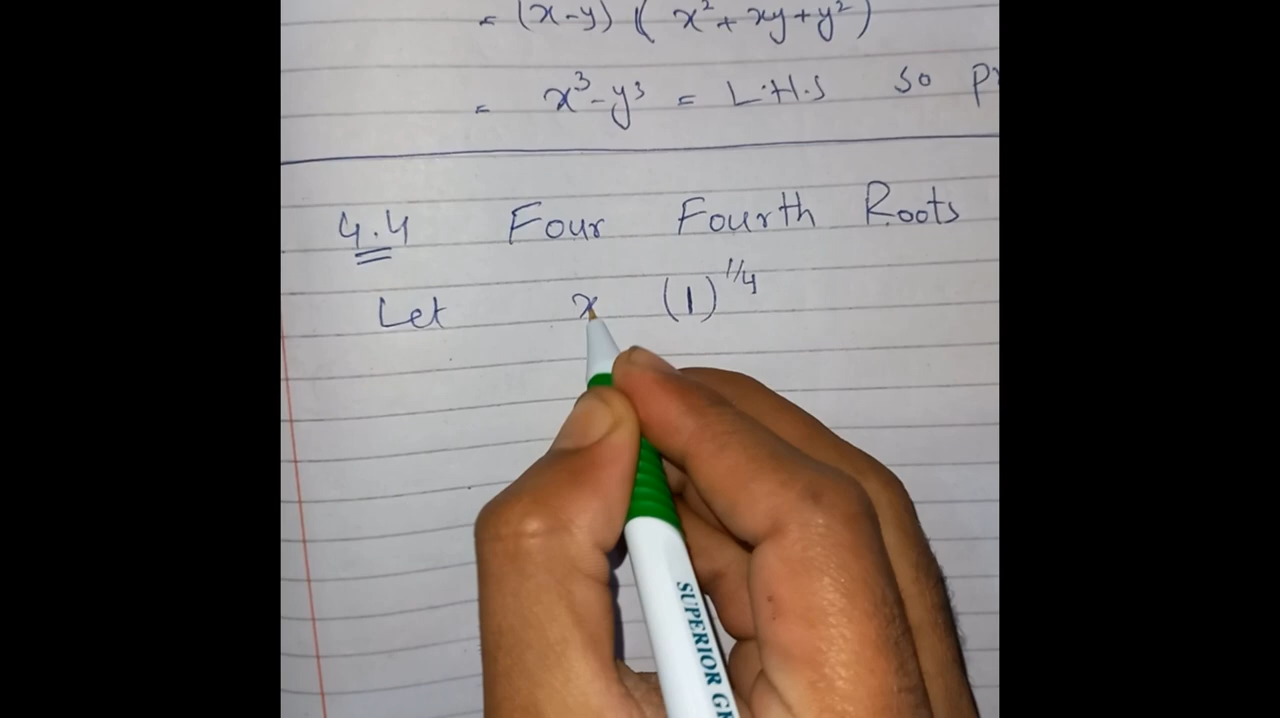 = (x-y) ( x² + xy + y² )
= x³ - y³ = L.H.S so
4.4 Four Fourth Roots
Let x (1)^1/4
SUPERIOR